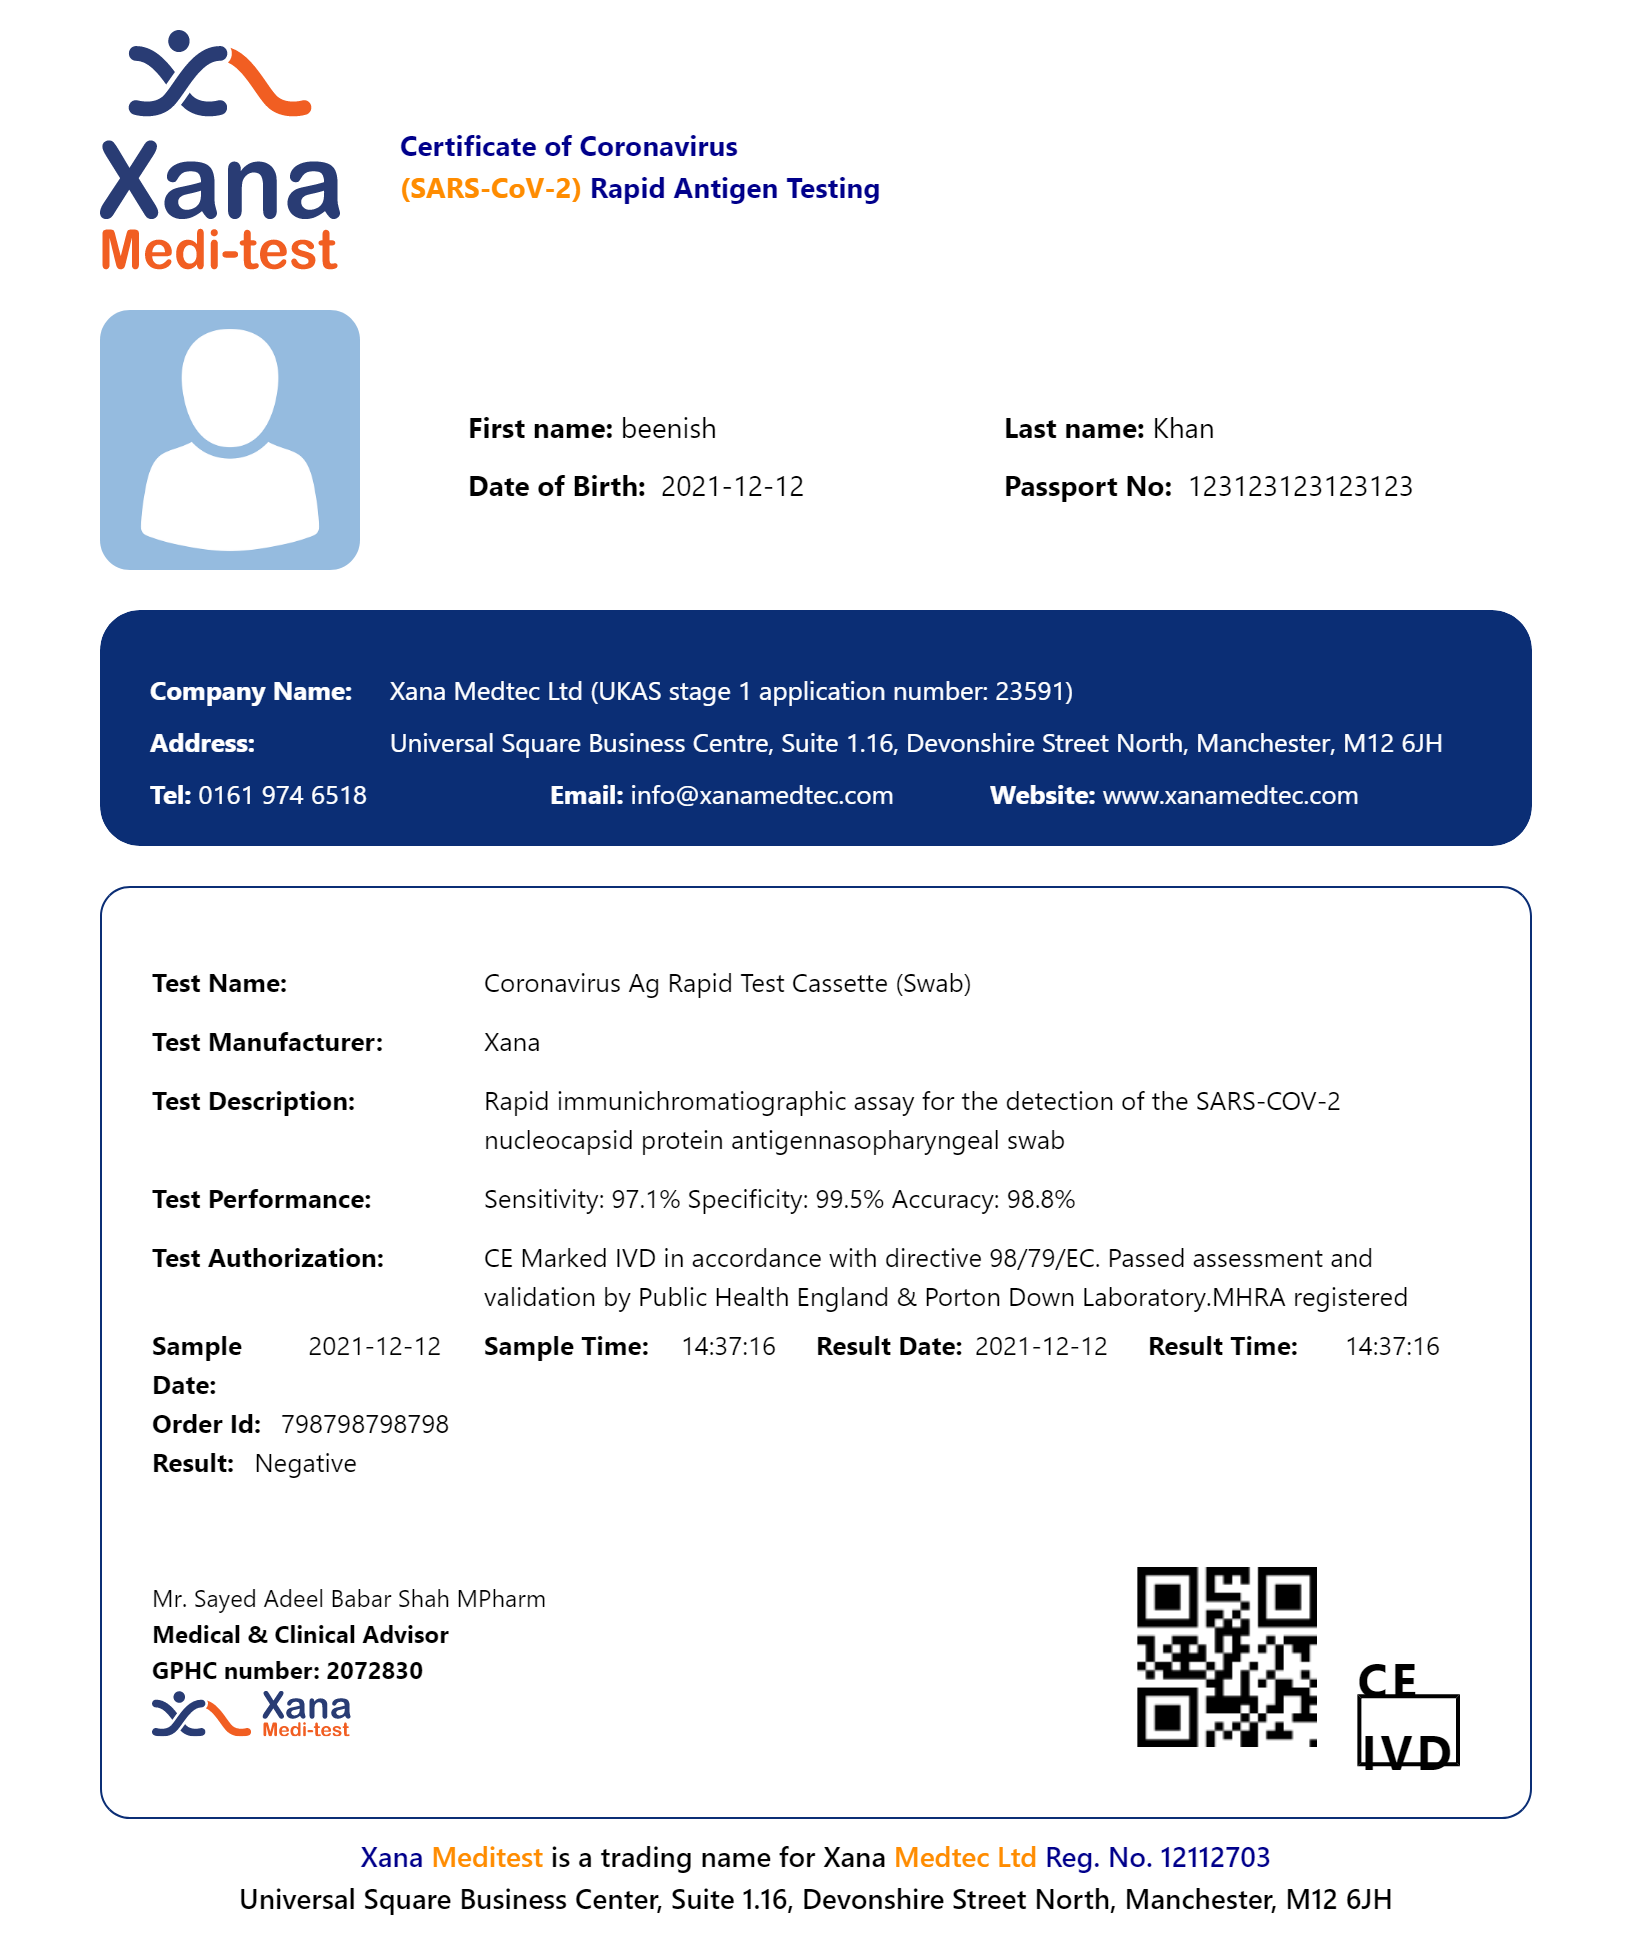 Xana
Medi-test
Certificate of Coronavirus
(SARS-CoV-2) Rapid Antigen Testing
First name: beenish Last name: Khan
Date of Birth: 2021-12-12 Passport No: 123123123123123
Company Name: Xana Medtec Ltd (UKAS stage 1 application number: 23591)
Address: Universal Square Business Centre, Suite 1.16, Devonshire Street North, Manchester, M12 6JH
Tel: 0161 974 6518 Email: info@xanamedtec.com Website: www.xanamedtec.com
Test Name: Coronavirus Ag Rapid Test Cassette (Swab)
Test Manufacturer: Xana
Test Description: Rapid immunichromatiographic assay for the detection of the SARS-COV-2
nucleocapsid protein antigennasopharyngeal swab
Test Performance: Sensitivity: 97.1% Specificity: 99.5% Accuracy: 98.8%
Test Authorization: CE Marked IVD in accordance with directive 98/79/EC. Passed assessment and
validation by Public Health England & Porton Down Laboratory.MHRA registered
Sample 2021-12-12 Sample Time: 14:37:16 Result Date: 2021-12-12 Result Time: 14:37:16
Date:
Order Id: 798798798798
Result: Negative
Mr. Sayed Adeel Babar Shah MPharm
Medical & Clinical Advisor
GPHC number: 2072830
Xana
Medi-test
CE
IVD
Xana Meditest is a trading name for Xana Medtec Ltd Reg. No. 12112703
Universal Square Business Center, Suite 1.16, Devonshire Street North, Manchester, M12 6JH